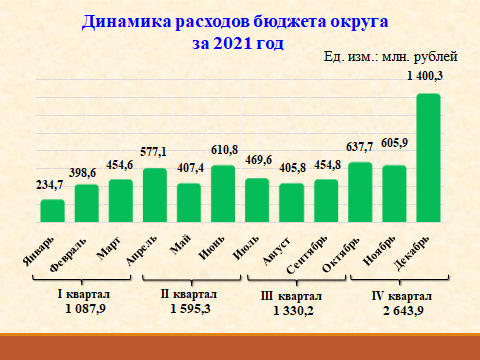 Динамика расходов бюджета округа
за 2021 год
Ед. изм.: млн. рублей
234,7
398,6
454,6
577,1
407,4
610,8
469,6
405,8
454,8
637,7
605,9
1 400,3
Январь
Февраль
Март
Апрель
Май
Июнь
Июль
Август
Сентябрь
Октябрь
Ноябрь
Декабрь
I квартал
1 087,9
II квартал
1 595,3
III квартал
1 330,2
IV квартал
2 643,9